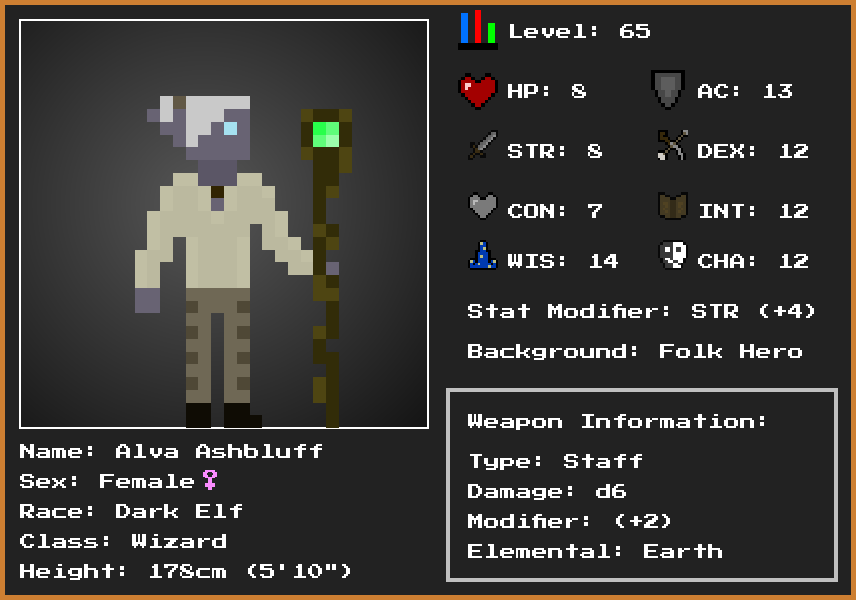 Level: 65
HP: 8 AC: 13
STR: 8 DEX: 12
CON: 7 INT: 12
WIS: 14 CHA: 12
Stat Modifier: STR (+4)
Background: Folk Hero
Weapon Information:
Type: Staff
Damage: d6
Modifier: (+2)
Elemental: Earth
Name: Alva Ashbluff
Sex: Female♀
Race: Dark Elf
Class: Wizard
Height: 178cm (5'10")